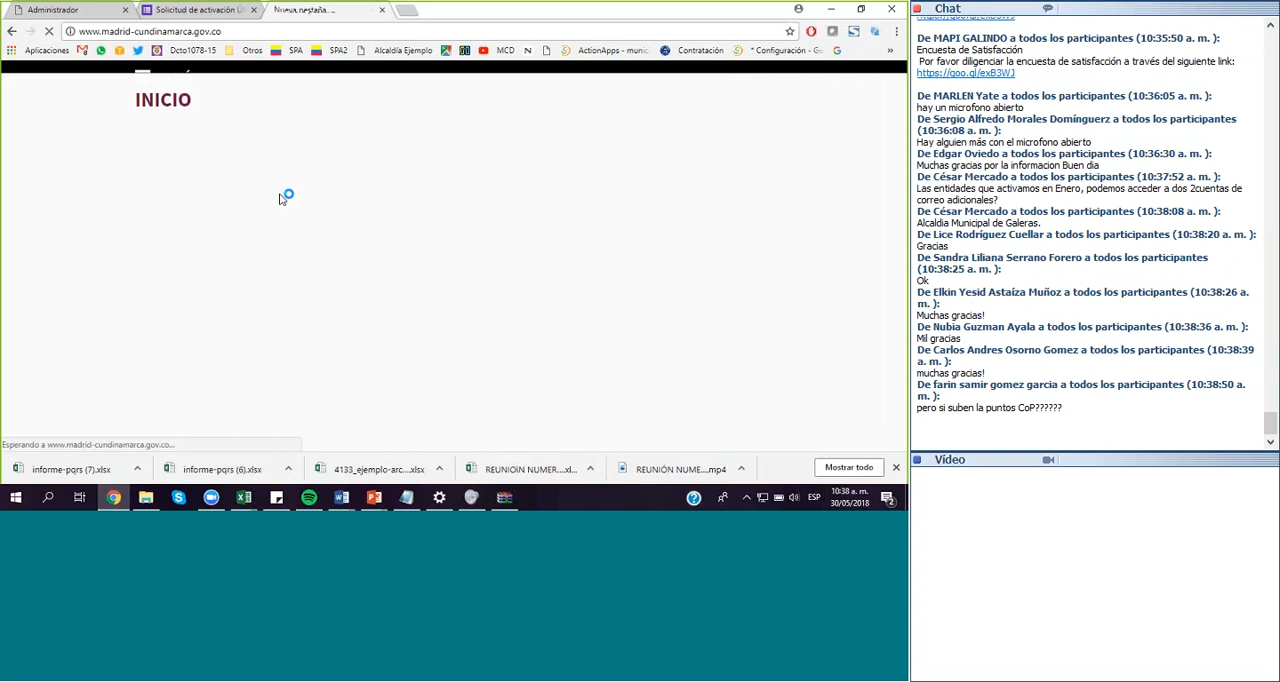 Administrador
Solicitud de activación Ú
Nueva pestaña
www.madrid-cundinamarca.gov.co
Aplicaciones
Dcto1078-15
Otros
SPA
SPA2
Alcaldía Ejemplo
MCD
ActionApps - munic
Contratación
* Configuración - Ge
»
INICIO
Esperando a www.madrid-cundinamarca.gov.co...
informe-pqrs (7).xlsx
informe-pqrs (6).xlsx
4133_ejemplo-arc....xlsx
REUNIOìN NUMER....xl...
REUNIÓN NUME....mp4
Mostrar todo
ESP
10:38 a. m.
30/05/2018
2
Chat
De MAPI GALINDO a todos los participantes (10:35:50 a. m. ):
Encuesta de Satisfacción
Por favor diligenciar la encuesta de satisfacción a través del siguiente link:
https://goo.gl/exB3WJ
De MARLEN Yate a todos los participantes (10:36:05 a. m. ):
hay un microfono abierto
De Sergio Alfredo Morales Domínguerz a todos los participantes
(10:36:08 a. m. ):
Hay alguien más con el microfono abierto
De Edgar Oviedo a todos los participantes (10:36:30 a. m. ):
Muchas gracias por la informacion Buen dia
De César Mercado a todos los participantes (10:37:52 a. m. ):
Las entidades que activamos en Enero, podemos acceder a dos 2cuentas de
correo adicionales?
De César Mercado a todos los participantes (10:38:08 a. m. ):
Alcaldia Municipal de Galeras.
De Lice Rodríguez Cuellar a todos los participantes (10:38:20 a. m. ):
Gracias
De Sandra Liliana Serrano Forero a todos los participantes
(10:38:25 a. m. ):
Ok
De Elkin Yesid Astaíza Muñoz a todos los participantes (10:38:26 a.
m. ):
Muchas gracias!
De Nubia Guzman Ayala a todos los participantes (10:38:36 a. m. ):
Mil gracias
De Carlos Andres Osorno Gomez a todos los participantes (10:38:39
a. m. ):
muchas gracias!
De farin samir gomez garcia a todos los participantes (10:38:50 a.
m. ):
pero si suben la puntos CoP??????
Vídeo